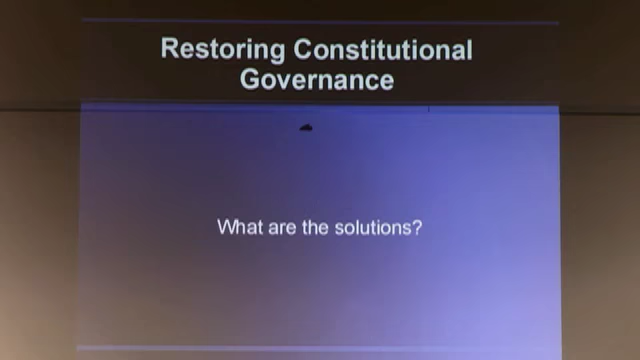 Restoring Constitutional
Governance
What are the solutions?